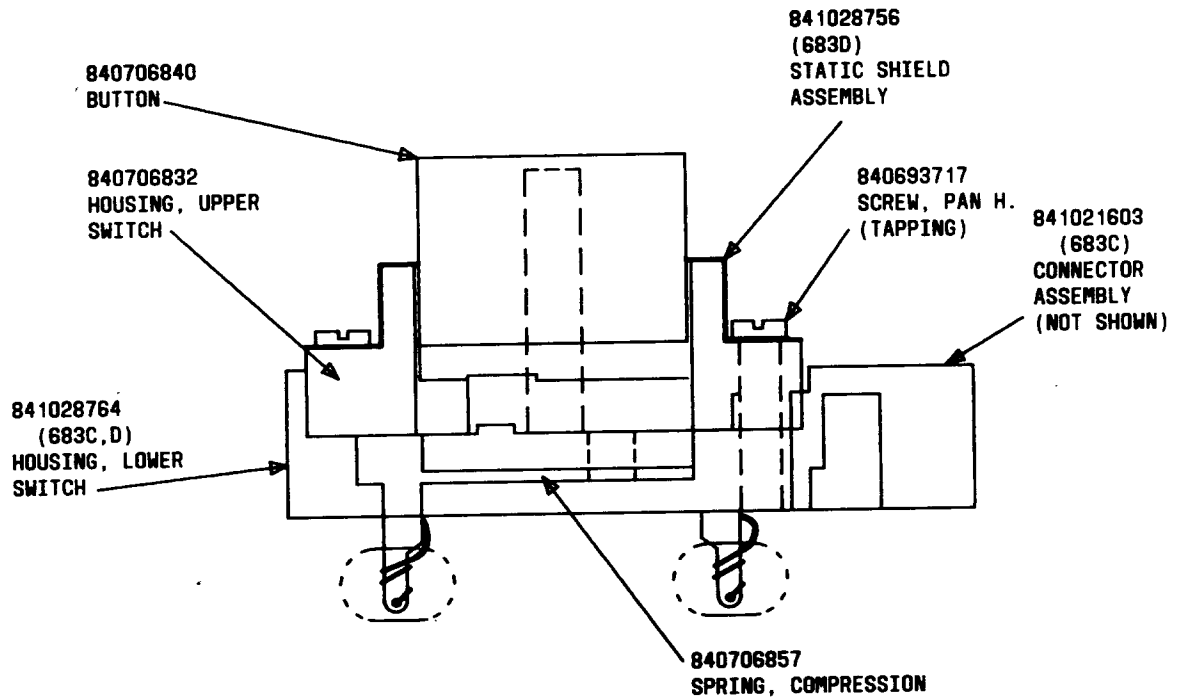 841028756
(683D)
STATIC SHIELD
ASSEMBLY
840706840
BUTTON
840706832
HOUSING, UPPER
SWITCH
840693717
SCREW, PAN H.
(TAPPING)
841021603
(683C)
CONNECTOR
ASSEMBLY
(NOT SHOWN)
841028764
(683C,D)
HOUSING, LOWER
SWITCH
840706857
SPRING, COMPRESSION